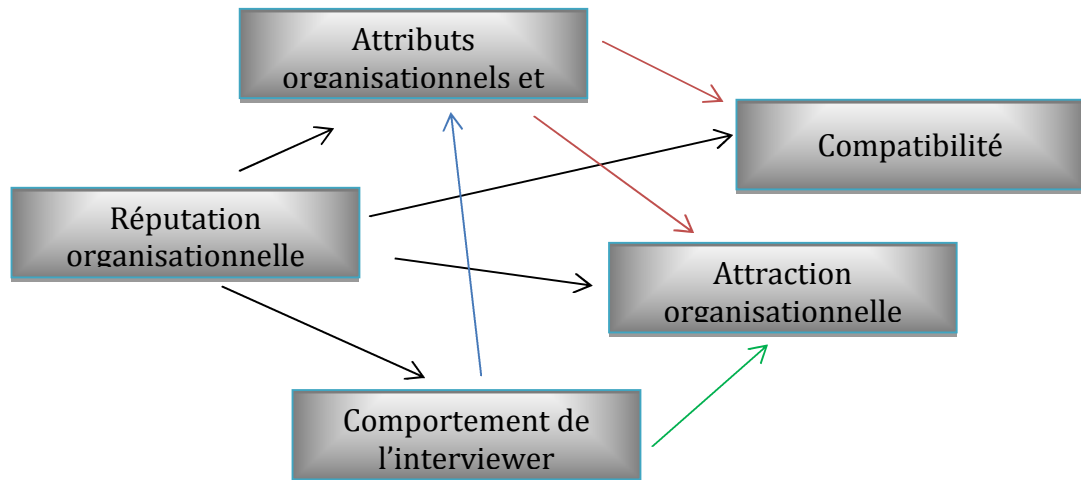 Attributs
organisationnels et
Compatibilité
Réputation
organisationnelle
Attraction
organisationnelle
Comportement de
l’interviewer